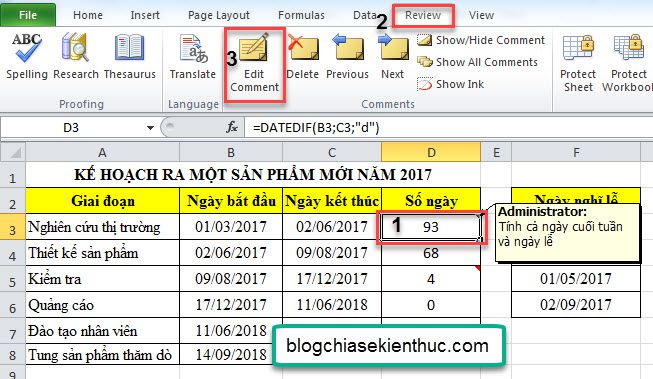 File Home Insert Page Layout Formulas Data Review View
2
ABC
Spelling Research Thesaurus Translate 3 Edit Comment Delete Previous Next Show/Hide Comment Show All Comments Show Ink Protect Sheet Protect Workbook
Proofing Language Comments
D3 fx =DATEDIF(B3;C3;"d")
A B C D E F
1 KẾ HOẠCH RA MỘT SẢN PHẨM MỚI NĂM 2017
2 Giai đoạn Ngày bắt đầu Ngày kết thúc Số ngày Ngày nghỉ lễ
3 Nghiên cứu thị trường 01/03/2017 02/06/2017 1 93
Administrator:
Tính cả ngày cuối tuần
và ngày lễ
4 Thiết kế sản phẩm 02/06/2017 09/08/2017 68
5 Kiểm tra 09/08/2017 17/12/2017 4 01/05/2017
6 Quảng cáo 17/12/2017 11/06/2018 0 02/09/2017
7 Đào tạo nhân viên 11/06/2018
8 Tung sản phẩm thăm dò 14/09/2018
blogchiasekienthuc.com